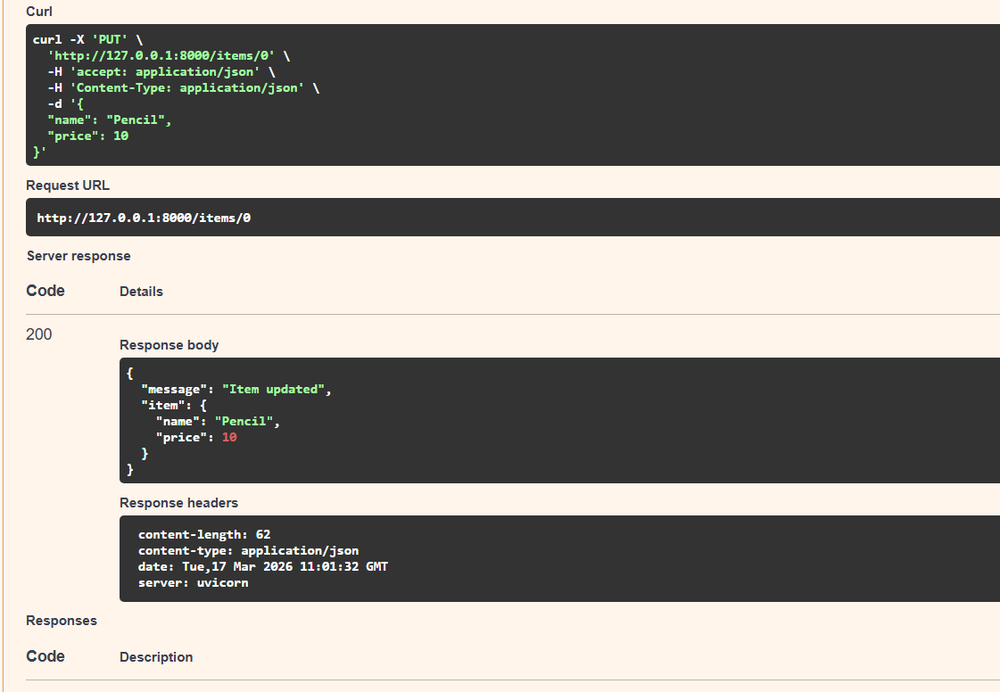 Curl
curl -X 'PUT' \
  'http://127.0.0.1:8000/items/0' \
  -H 'accept: application/json' \
  -H 'Content-Type: application/json' \
  -d '{
  "name": "Pencil",
  "price": 10
}'
Request URL
http://127.0.0.1:8000/items/0
Server response
Code Details
200
Response body
{
  "message": "Item updated",
  "item": {
    "name": "Pencil",
    "price": 10
  }
}
Response headers
content-length: 62
content-type: application/json
date: Tue,17 Mar 2026 11:01:32 GMT
server: uvicorn
Responses
Code Description